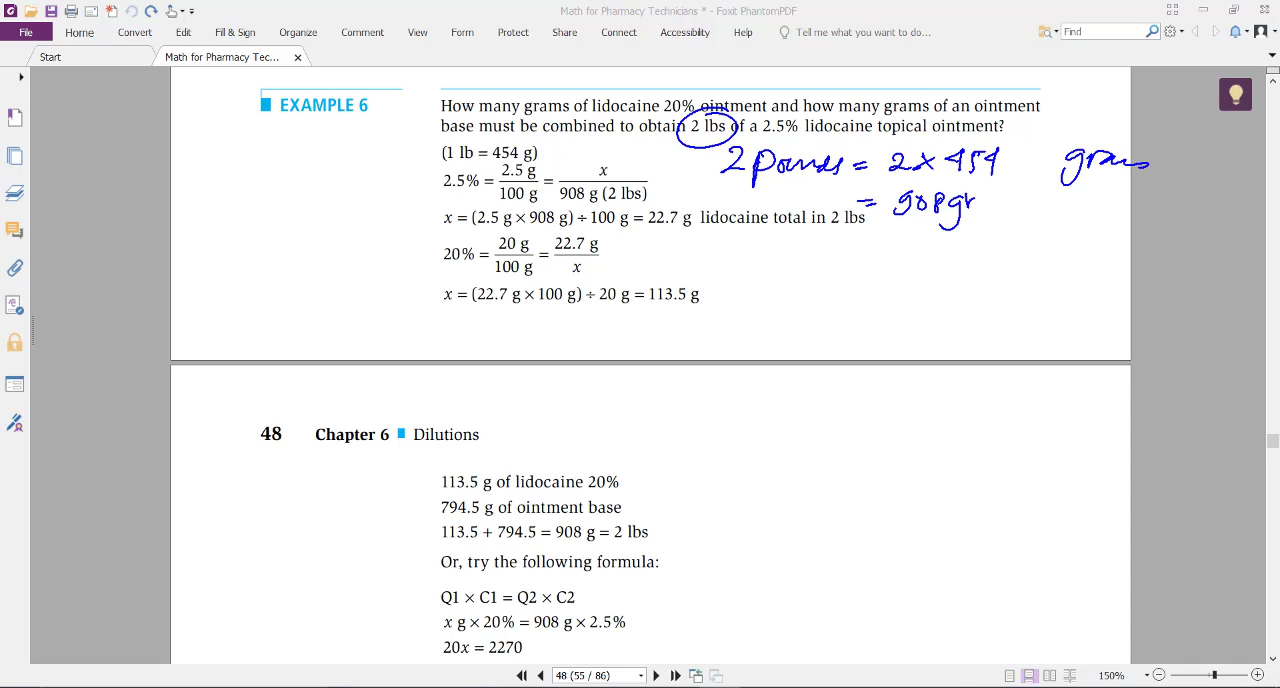 Math for Pharmacy Technicians * - Foxit PhantomPDF
File Home Convert Edit Fill & Sign Organize Comment View Form Protect Share Connect Accessibility Help Tell me what you want to do... Find
Start Math for Pharmacy Tec...
EXAMPLE 6
How many grams of lidocaine 20% ointment and how many grams of an ointment
base must be combined to obtain 2 lbs of a 2.5% lidocaine topical ointment?
(1 lb = 454 g)
2 Pounds = 2 × 454 grams
= 908 gr
2.5% = 2.5 g / 100 g = x / 908 g (2 lbs)
x = (2.5 g × 908 g) ÷ 100 g = 22.7 g lidocaine total in 2 lbs
20% = 20 g / 100 g = 22.7 g / x
x = (22.7 g × 100 g) ÷ 20 g = 113.5 g
48 Chapter 6 Dilutions
113.5 g of lidocaine 20%
794.5 g of ointment base
113.5 + 794.5 = 908 g = 2 lbs
Or, try the following formula:
Q1 × C1 = Q2 × C2
x g × 20% = 908 g × 2.5%
20x = 2270
48 (55 / 86) 150%